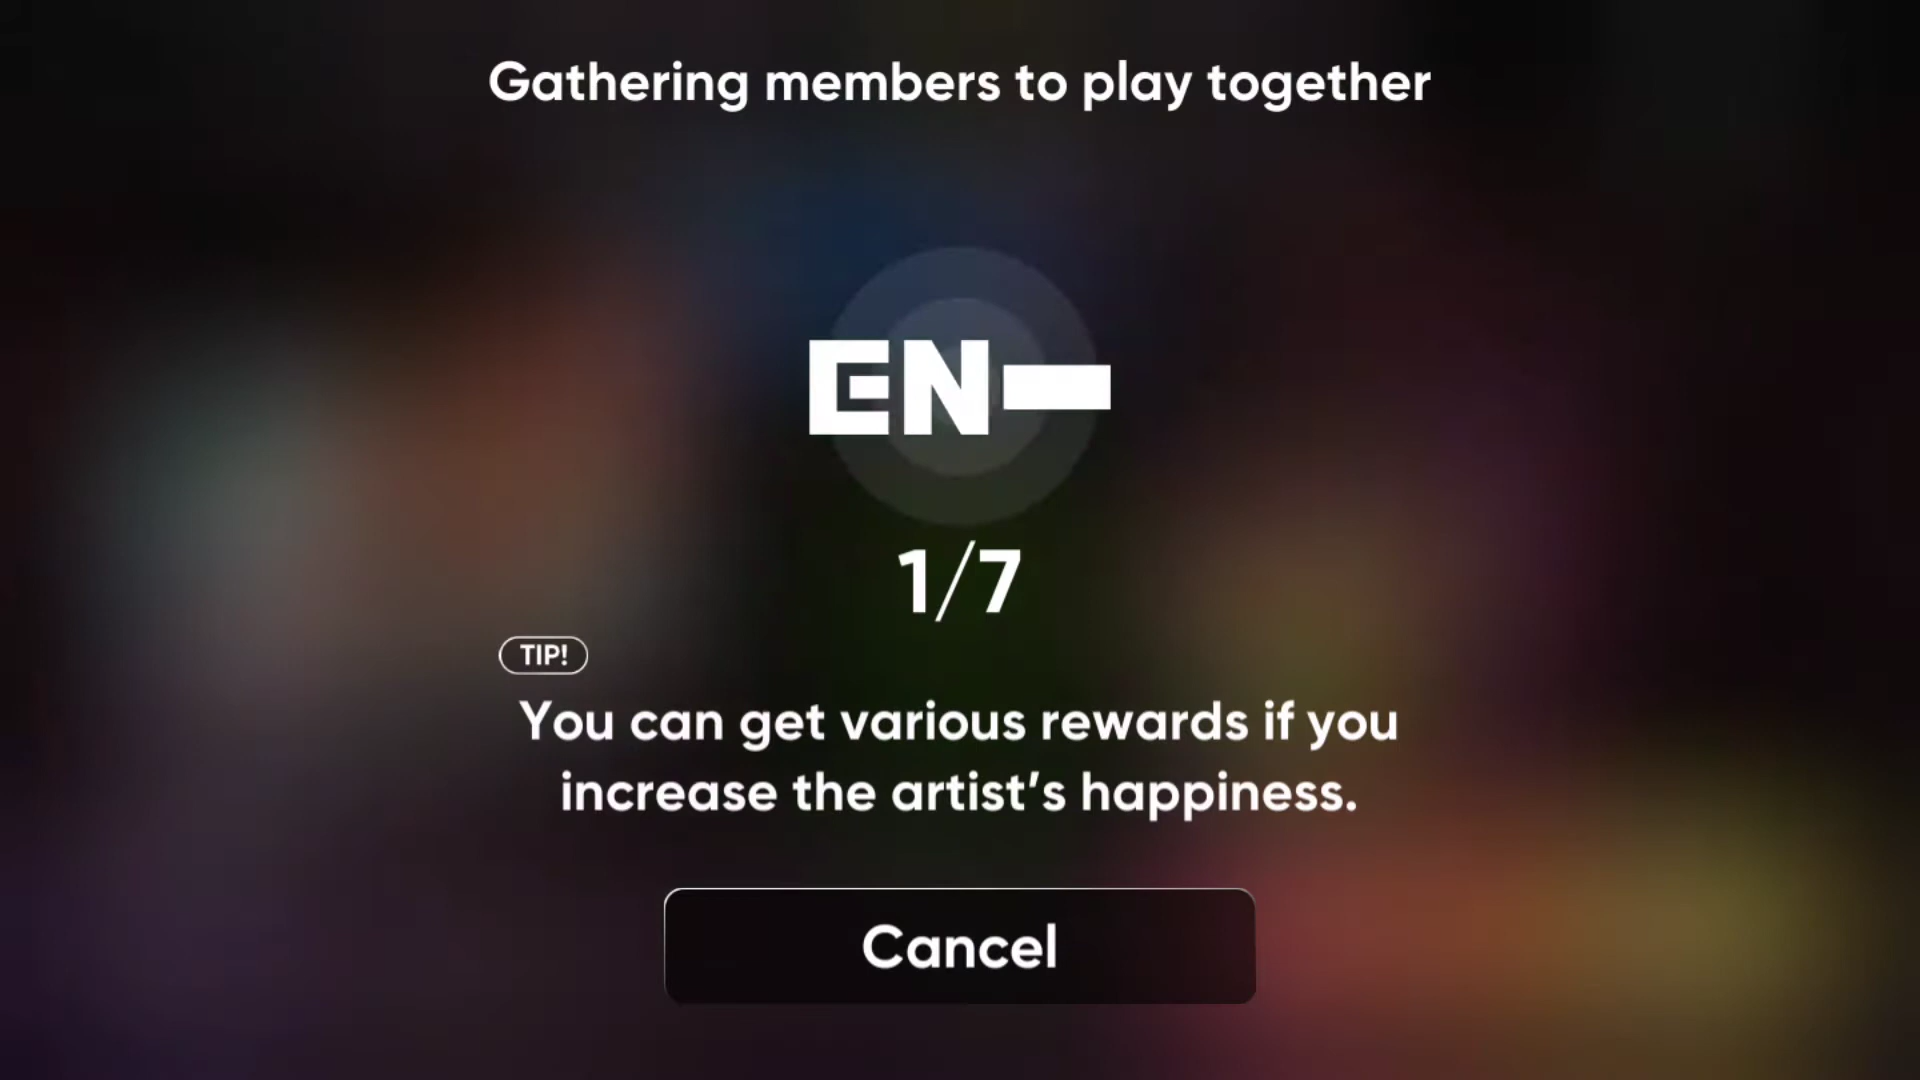 Gathering members to play together
EN-
1/7
TIP!
You can get various rewards if you
increase the artist's happiness.
Cancel